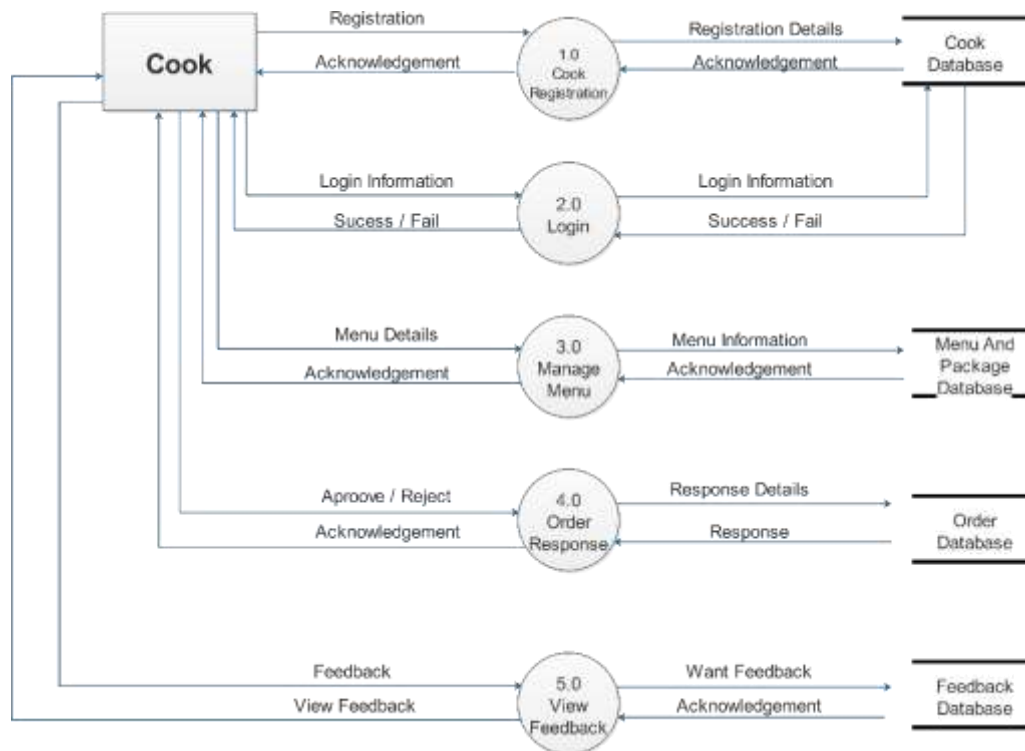 Registration
Registration Details
Cook
Acknowledgement
1.0
Cook
Registration
Acknowledgement
Cook
Database
Login Information
2.0
Login
Login Information
Sucess / Fail
Success / Fail
Menu Details
3.0
Manage
Menu
Menu Information
Acknowledgement
Acknowledgement
Menu And
Package
Database
Aproove / Reject
4.0
Order
Response
Response Details
Acknowledgement
Response
Order
Database
Feedback
5.0
View
Feedback
Want Feedback
View Feedback
Acknowledgement
Feedback
Database